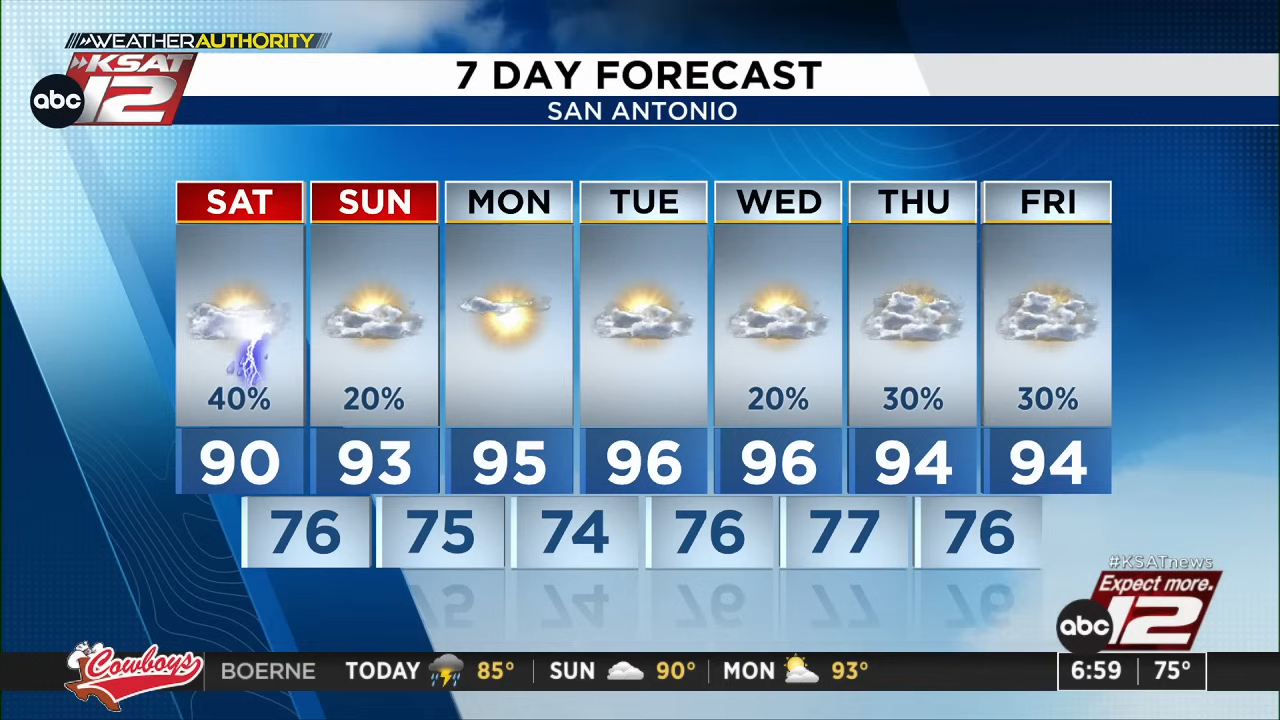 WEATHERAUTHORITY
KSAT
abc 12
7 DAY FORECAST
SAN ANTONIO
SAT SUN MON TUE WED THU FRI
40% 20% 20% 30% 30%
90 93 95 96 96 94 94
76 75 74 76 77 76
#KSATnews
Expect more.
abc 12
Cowboys BOERNE TODAY 85° SUN 90° MON 93° 6:59 75°